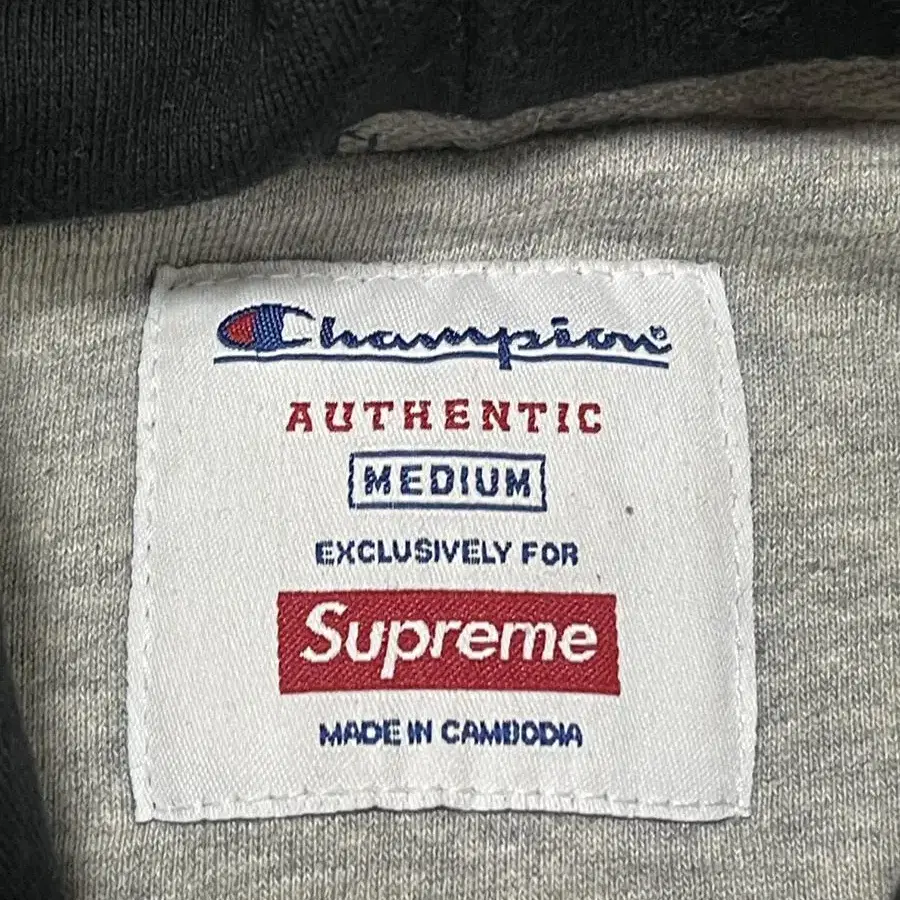 Champion®
AUTHENTIC
MEDIUM
EXCLUSIVELY FOR
Supreme
MADE IN CAMBODIA